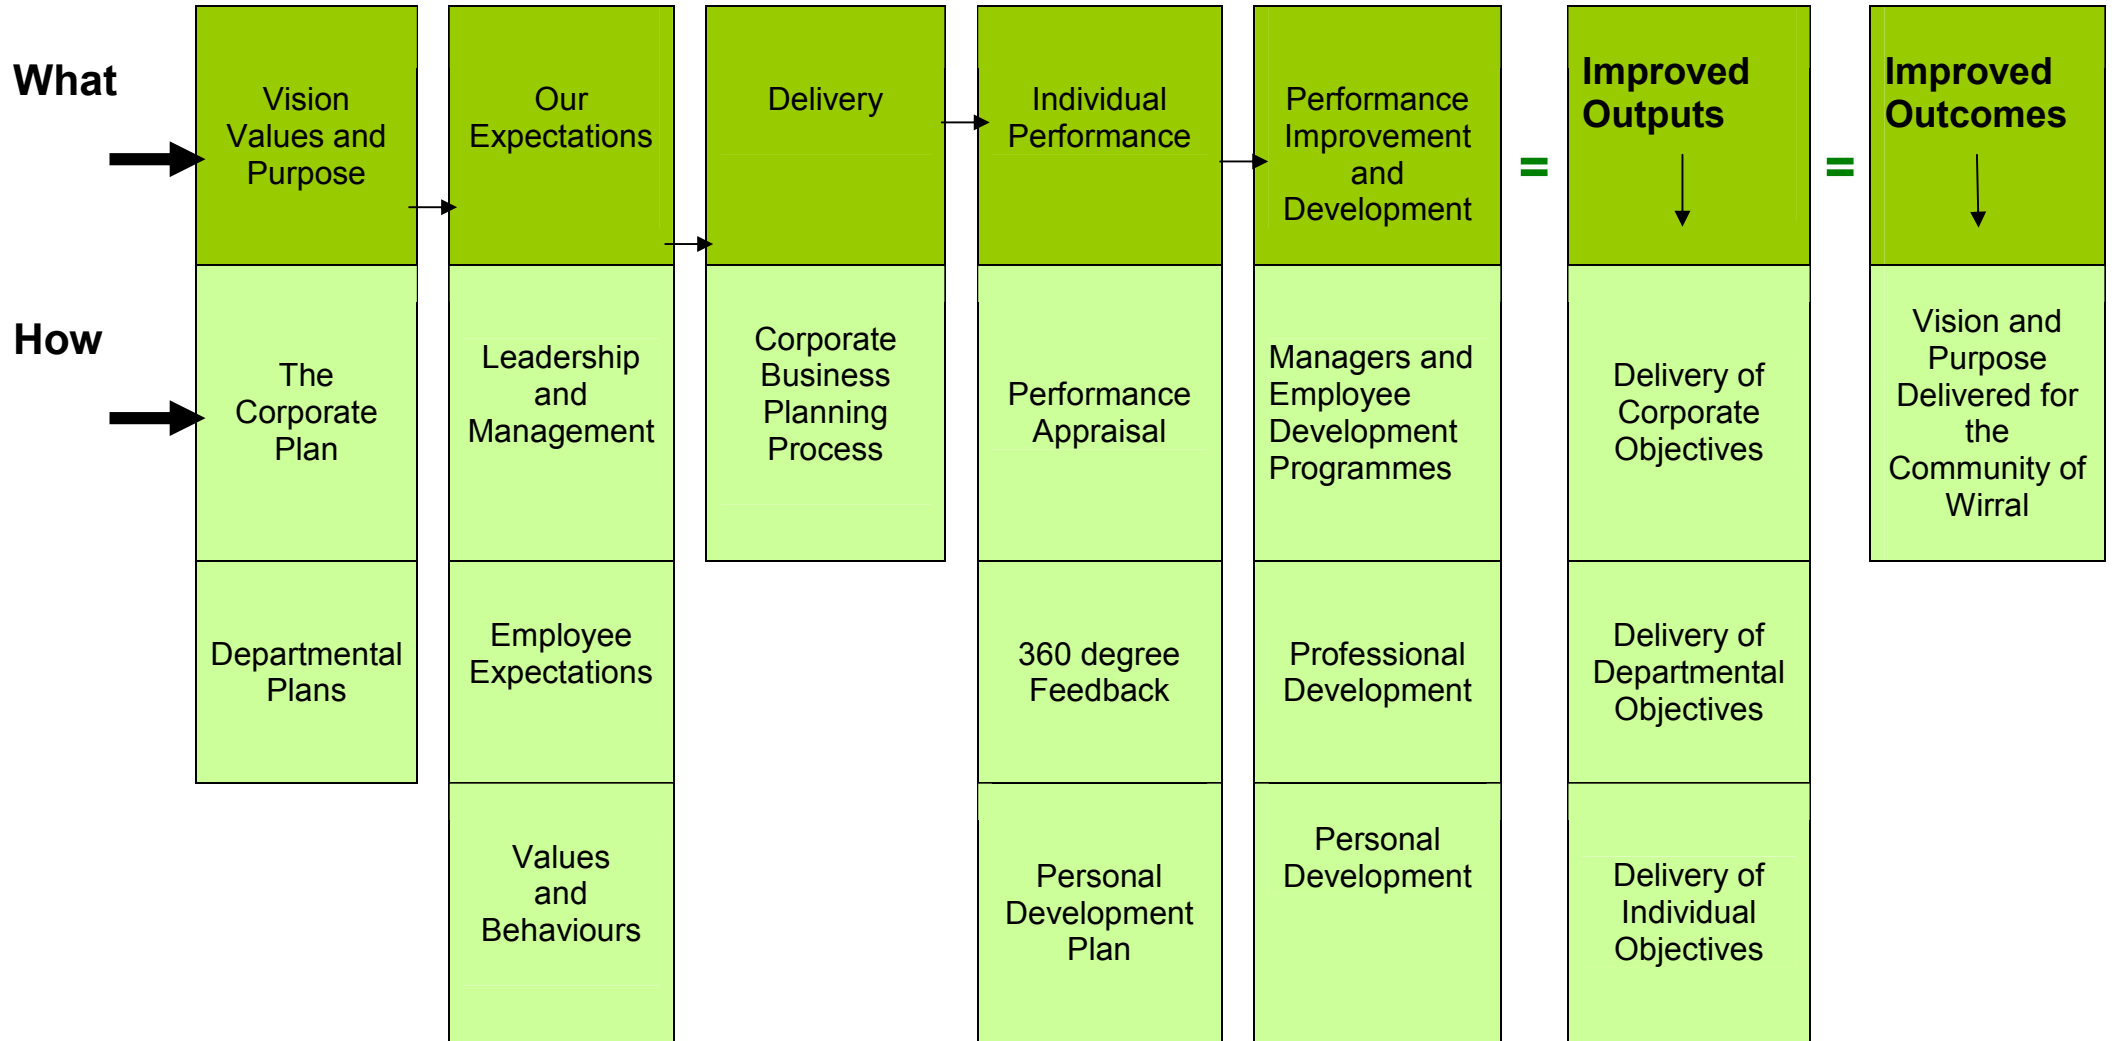 What
Vision
Values and
Purpose
Our
Expectations
Delivery
Individual
Performance
Performance
Improvement
and
Development
=
Improved
Outputs
=
Improved
Outcomes
How
The
Corporate
Plan
Leadership
and
Management
Corporate
Business
Planning
Process
Performance
Appraisal
Managers and
Employee
Development
Programmes
Delivery of
Corporate
Objectives
Vision and
Purpose
Delivered for
the
Community of
Wirral
Departmental
Plans
Employee
Expectations
360 degree
Feedback
Professional
Development
Delivery of
Departmental
Objectives
Values
and
Behaviours
Personal
Development
Plan
Personal
Development
Delivery of
Individual
Objectives